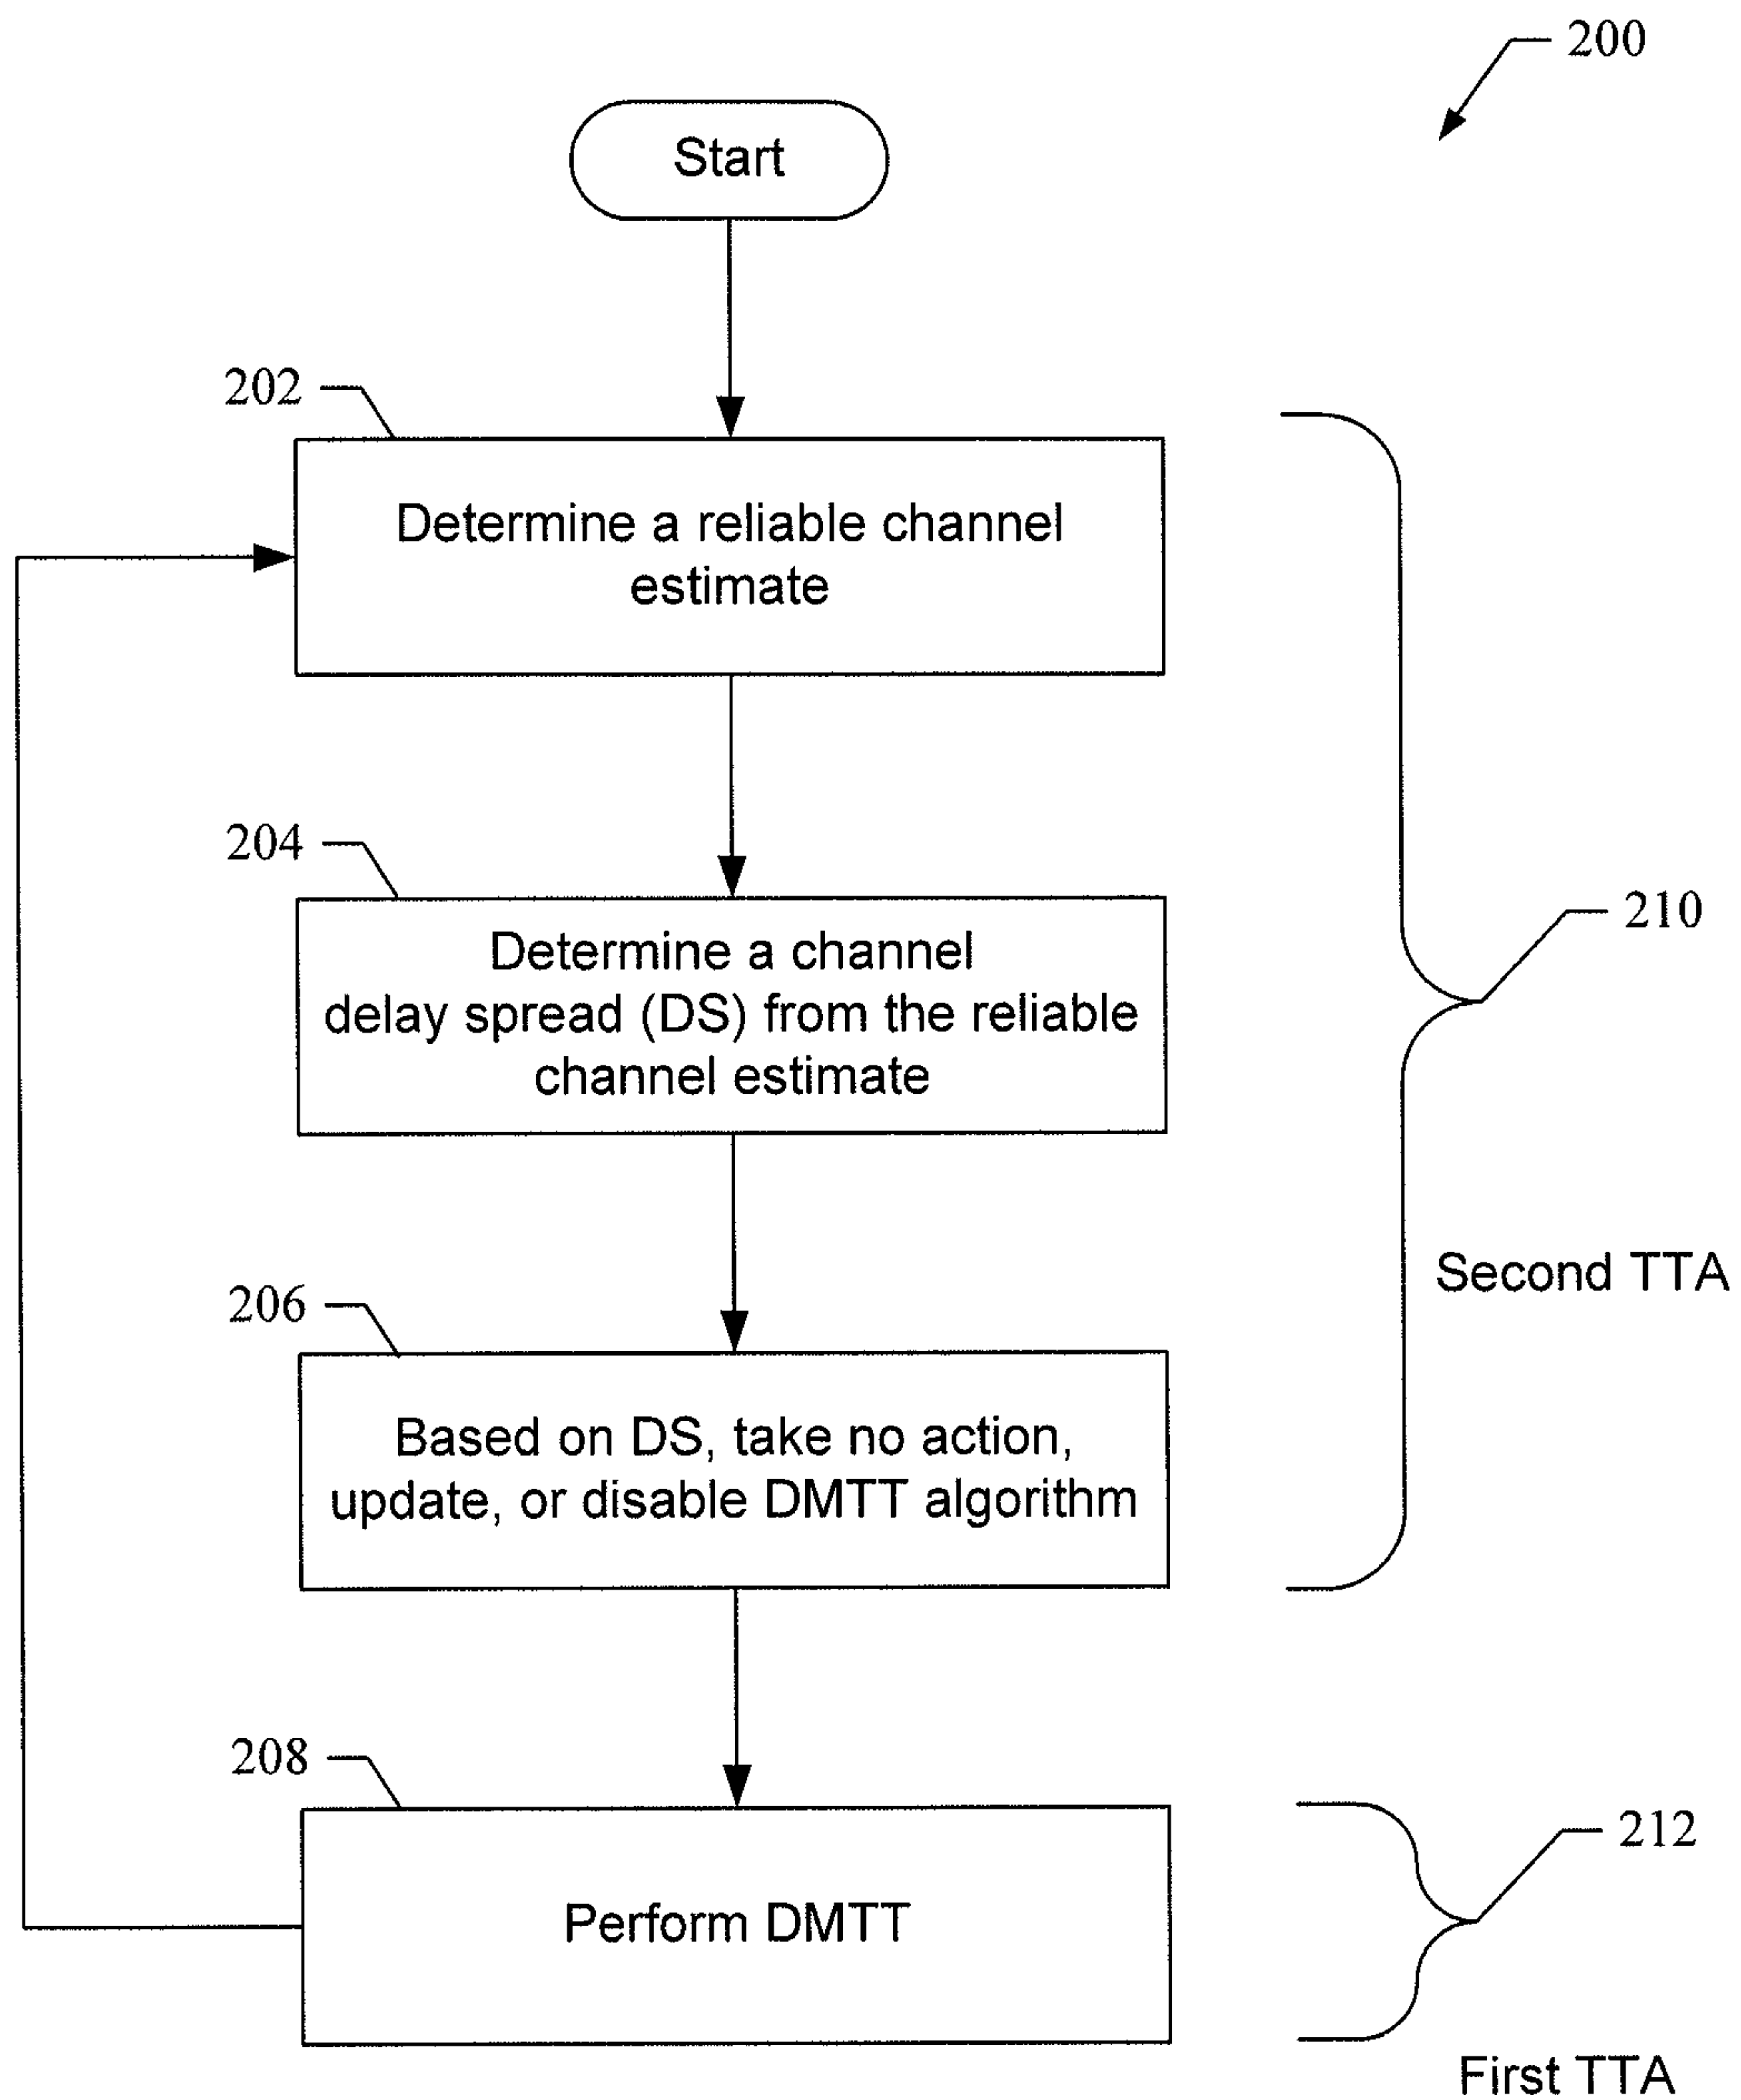 200
Start
202
Determine a reliable channel
estimate
204
Determine a channel
delay spread (DS) from the reliable
channel estimate
210
Second TTA
206
Based on DS, take no action,
update, or disable DMTT algorithm
208
Perform DMTT
212
First TTA